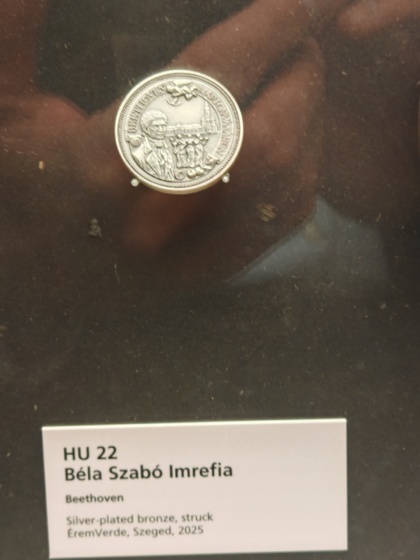 HU 22
Béla Szabó Imrefia
Beethoven
Silver-plated bronze, struck
ÉremVerde, Szeged, 2025